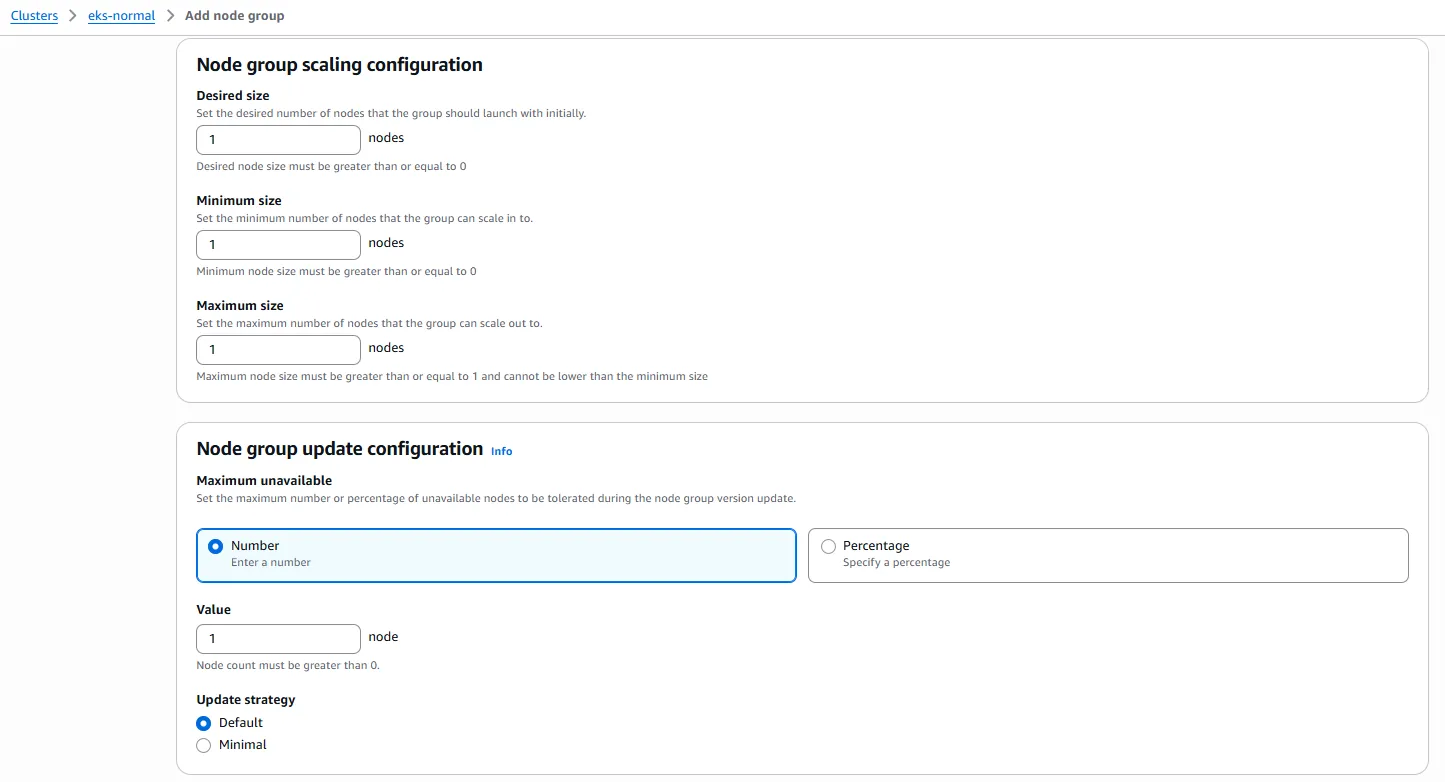 Clusters > eks-normal > Add node group
Node group scaling configuration
Desired size
Set the desired number of nodes that the group should launch with initially.
1 nodes
Desired node size must be greater than or equal to 0
Minimum size
Set the minimum number of nodes that the group can scale in to.
1 nodes
Minimum node size must be greater than or equal to 0
Maximum size
Set the maximum number of nodes that the group can scale out to.
1 nodes
Maximum node size must be greater than or equal to 1 and cannot be lower than the minimum size
Node group update configuration Info
Maximum unavailable
Set the maximum number or percentage of unavailable nodes to be tolerated during the node group version update.
Number
Enter a number
Percentage
Specify a percentage
Value
1 node
Node count must be greater than 0.
Update strategy
Default
Minimal